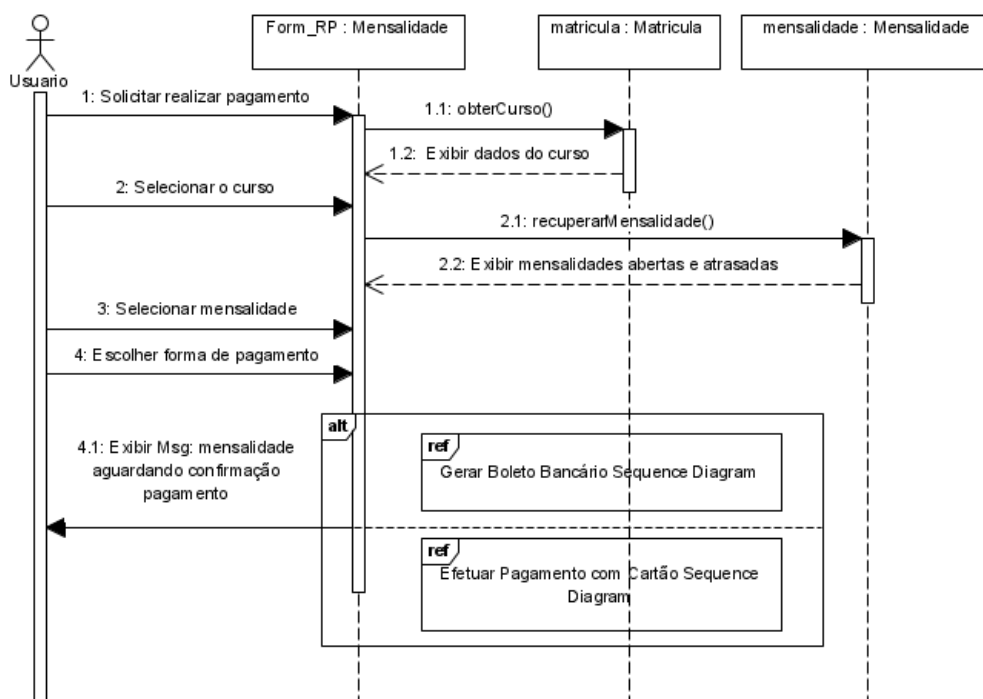 Form_RP : Mensalidade
matricula : Matricula
mensalidade : Mensalidade
Usuario
1: Solicitar realizar pagamento
1.1: obterCurso()
1.2: Exibir dados do curso
2: Selecionar o curso
2.1: recuperarMensalidade()
2.2: Exibir mensalidades abertas e atrasadas
3: Selecionar mensalidade
4: Escolher forma de pagamento
alt
4.1: Exibir Msg: mensalidade
aguardando confirmação
pagamento
ref
Gerar Boleto Bancário Sequence Diagram
ref
Efetuar Pagamento com Cartão Sequence
Diagram